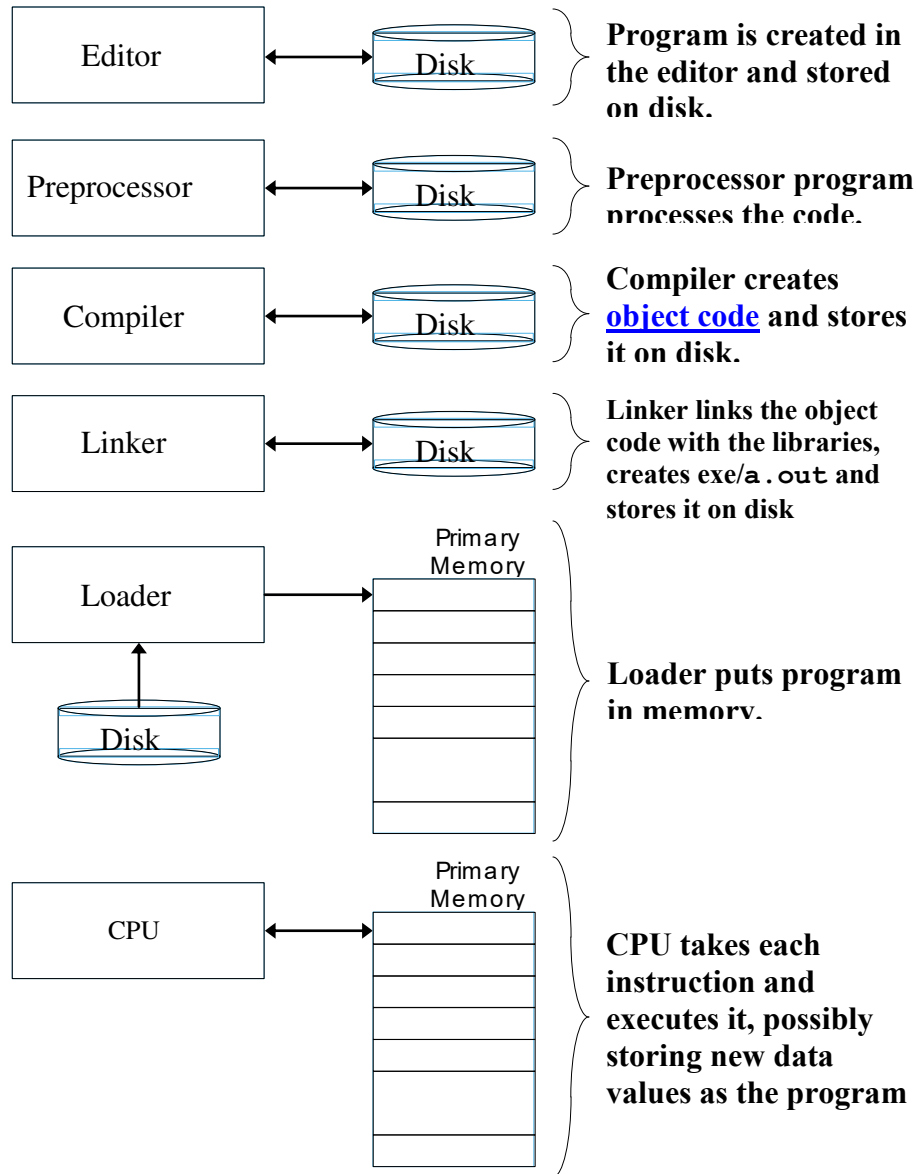 Editor
Disk
Program is created in
the editor and stored
on disk.
Preprocessor
Disk
Preprocessor program
processes the code.
Compiler
Disk
Compiler creates
object code and stores
it on disk.
Linker
Disk
Linker links the object
code with the libraries,
creates exe/a.out and
stores it on disk
Loader
Disk
Primary
Memory
Loader puts program
in memory.
CPU
Primary
Memory
CPU takes each
instruction and
executes it, possibly
storing new data
values as the program